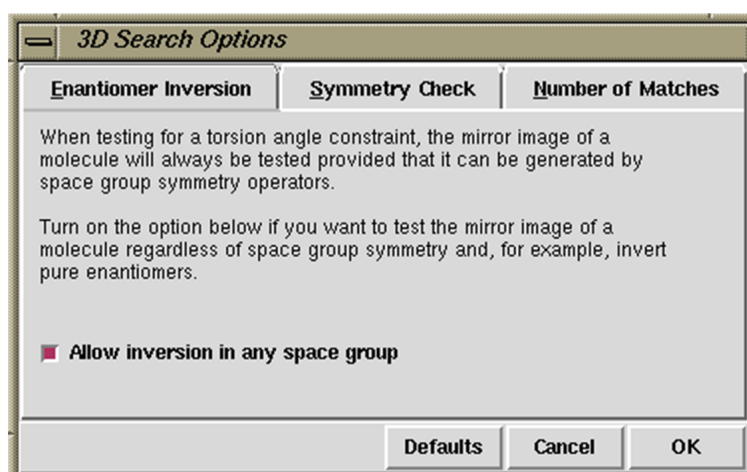 3D Search Options
Enantiomer Inversion
Symmetry Check
Number of Matches
When testing for a torsion angle constraint, the mirror image of a
molecule will always be tested provided that it can be generated by
space group symmetry operators.
Turn on the option below if you want to test the mirror image of a
molecule regardless of space group symmetry and, for example, invert
pure enantiomers.
Allow inversion in any space group
Defaults
Cancel
OK